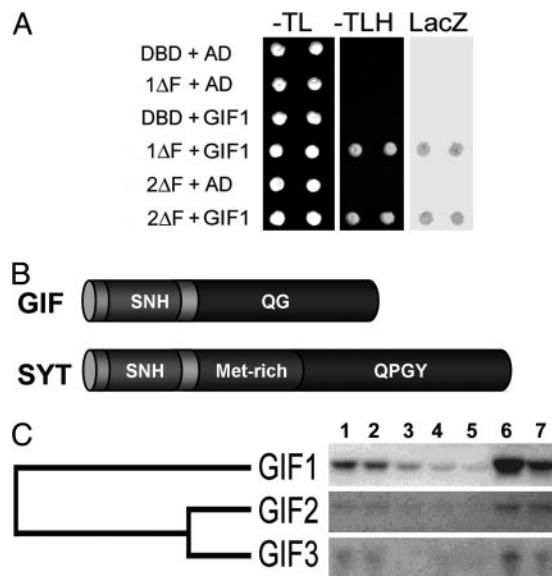 A
-TL -TLH LacZ
DBD + AD
1ΔF + AD
DBD + GIF1
1ΔF + GIF1
2ΔF + AD
2ΔF + GIF1
B
GIF SNH QG
SYT SNH Met-rich QPGY
C
1 2 3 4 5 6 7
GIF1
GIF2
GIF3